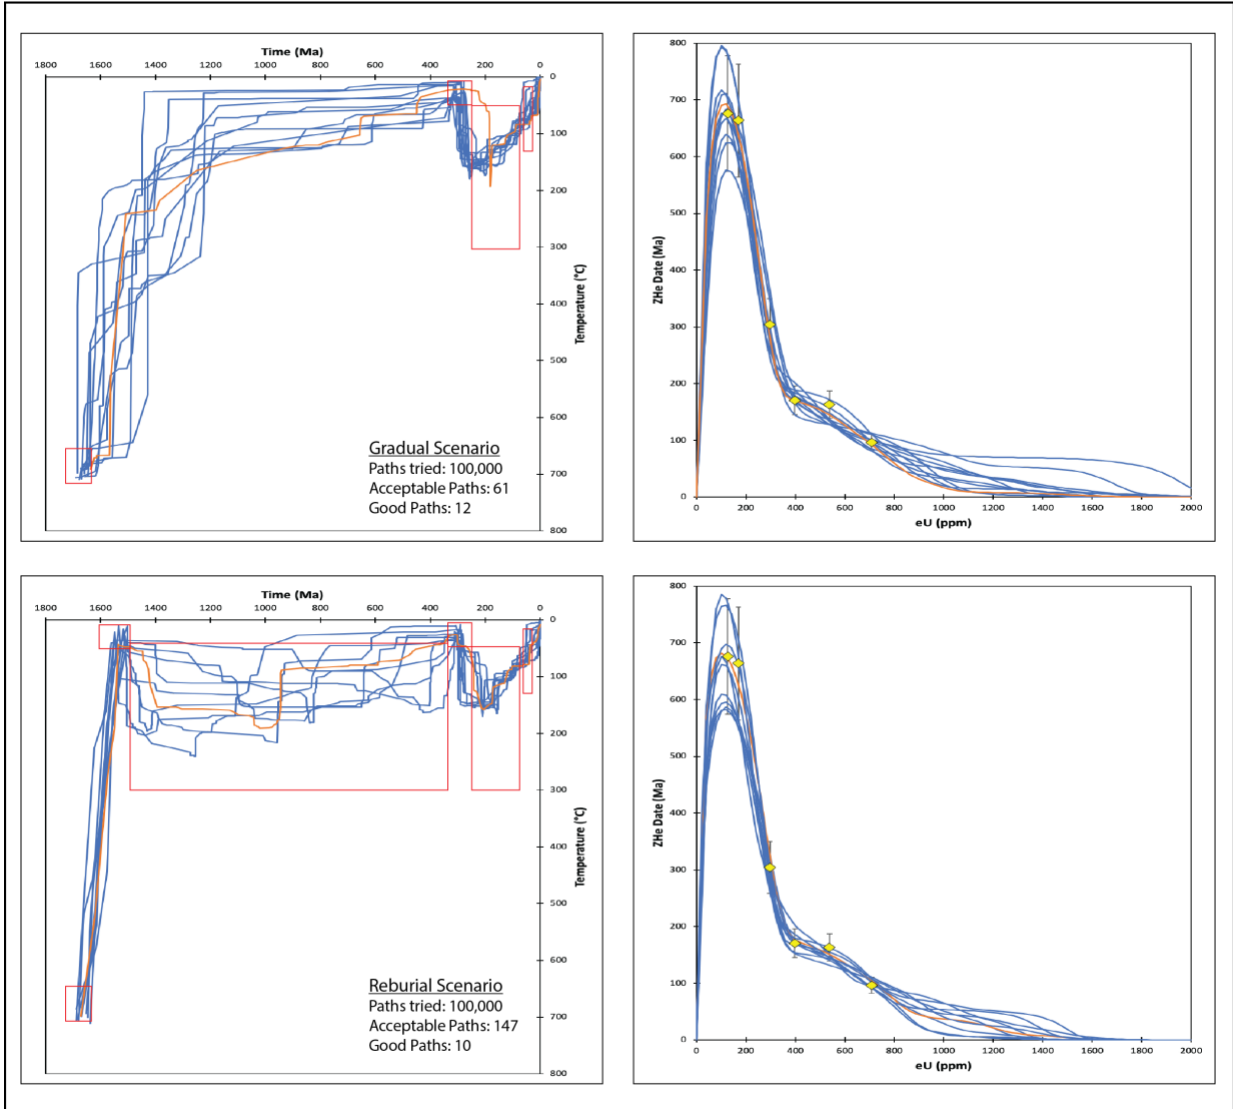 Time (Ma)
1800 1600 1400 1200 1000 800 600 400 200 0
0
100
200
300
400
500
600
700
800
Temperature (°C)
Gradual Scenario
Paths tried: 100,000
Acceptable Paths: 61
Good Paths: 12
800
700
600
500
400
300
200
100
0
ZHe Date (Ma)
0 200 400 600 800 1000 1200 1400 1600 1800 2000
eU (ppm)
Time (Ma)
1800 1600 1400 1200 1000 800 600 400 200 0
0
100
200
300
400
500
600
700
800
Temperature (°C)
Reburial Scenario
Paths tried: 100,000
Acceptable Paths: 147
Good Paths: 10
800
700
600
500
400
300
200
100
0
ZHe Date (Ma)
0 200 400 600 800 1000 1200 1400 1600 1800 2000
eU (ppm)